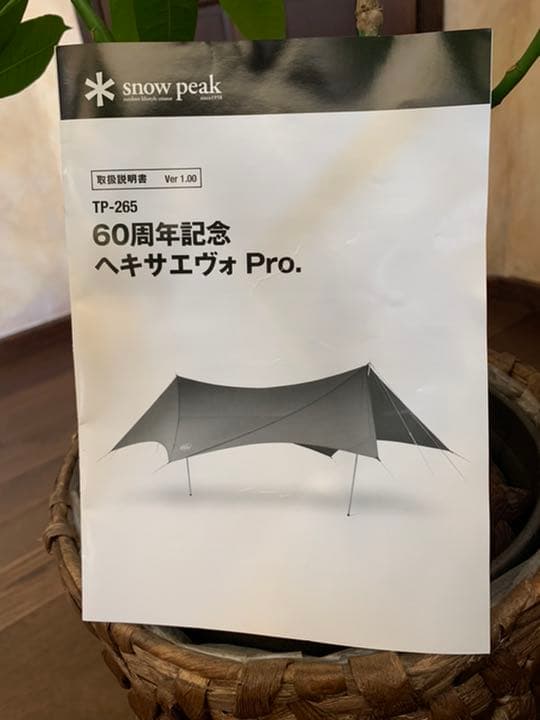 snow peak
outdoor lifestyle creator since1958
取扱説明書 Ver 1.00
TP-265
60周年記念
ヘキサエヴォ Pro.